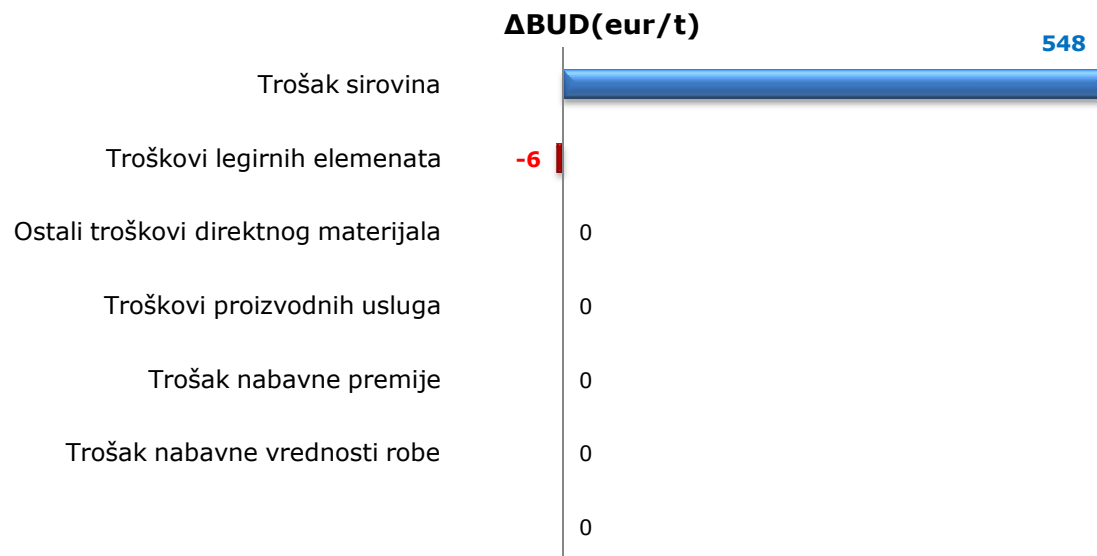 ΔBUD(eur/t)
548
Trošak sirovina
Troškovi legirnih elemenata
-6
Ostali troškovi direktnog materijala
0
Troškovi proizvodnih usluga
0
Trošak nabavne premije
0
Trošak nabavne vrednosti robe
0
0